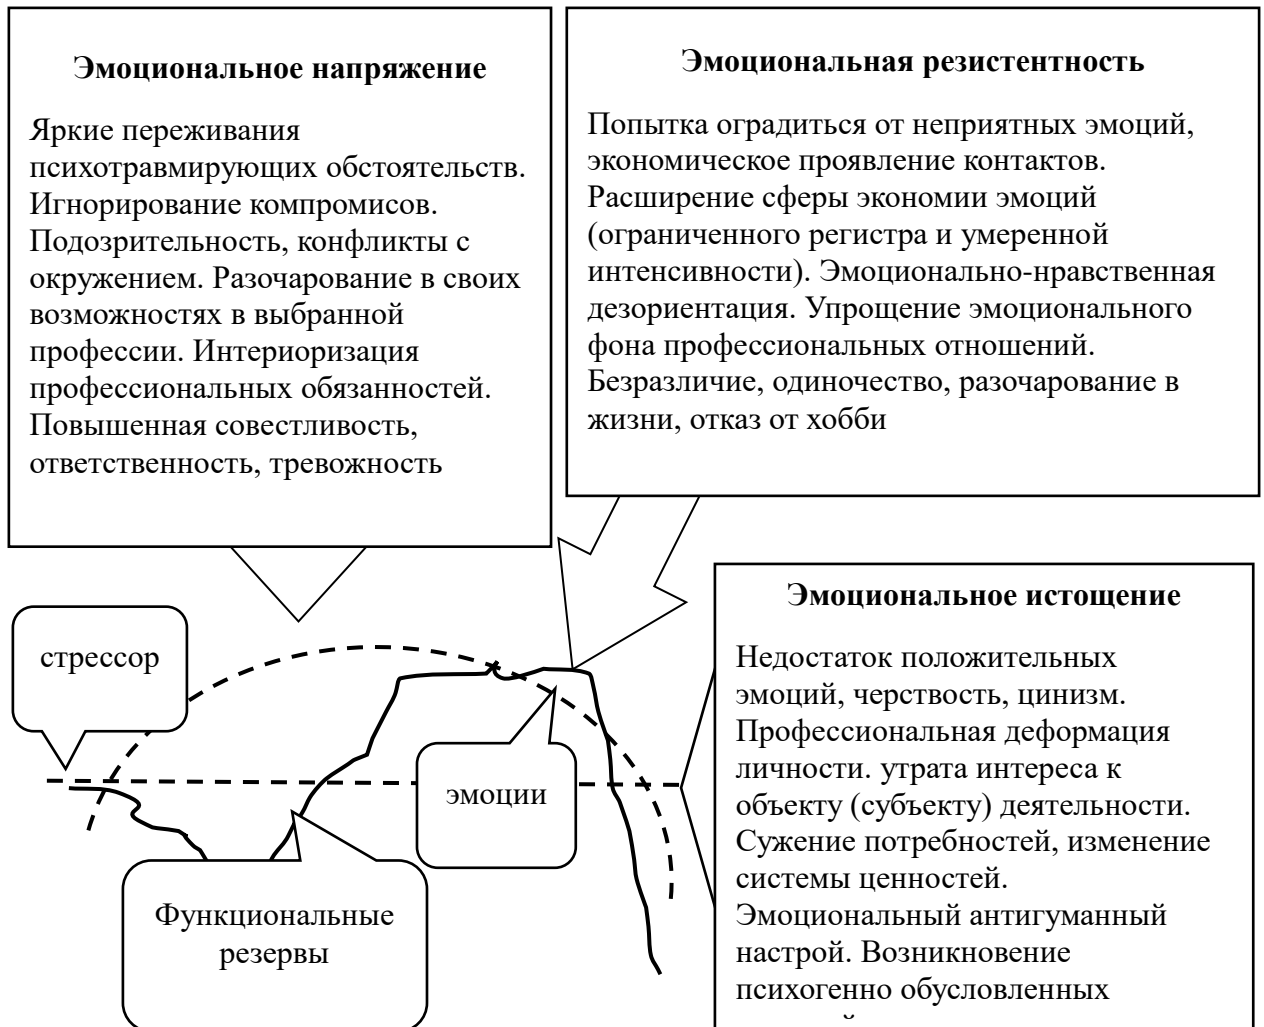 Эмоциональное напряжение
Яркие переживания
психотравмирующих обстоятельств.
Игнорирование компромисов.
Подозрительность, конфликты с
окружением. Разочарование в своих
возможностях в выбранной
профессии. Интериоризация
профессиональных обязанностей.
Повышенная совестливость,
ответственность, тревожность
Эмоциональная резистентность
Попытка оградиться от неприятных эмоций,
экономическое проявление контактов.
Расширение сферы экономии эмоций
(ограниченного регистра и умеренной
интенсивности). Эмоционально-нравственная
дезориентация. Упрощение эмоционального
фона профессиональных отношений.
Безразличие, одиночество, разочарование в
жизни, отказ от хобби
стрессор
эмоции
Функциональные
резервы
Эмоциональное истощение
Недостаток положительных
эмоций, черствость, цинизм.
Профессиональная деформация
личности. утрата интереса к
объекту (субъекту) деятельности.
Сужение потребностей, изменение
системы ценностей.
Эмоциональный антигуманный
настрой. Возникновение
психогенно обусловленных